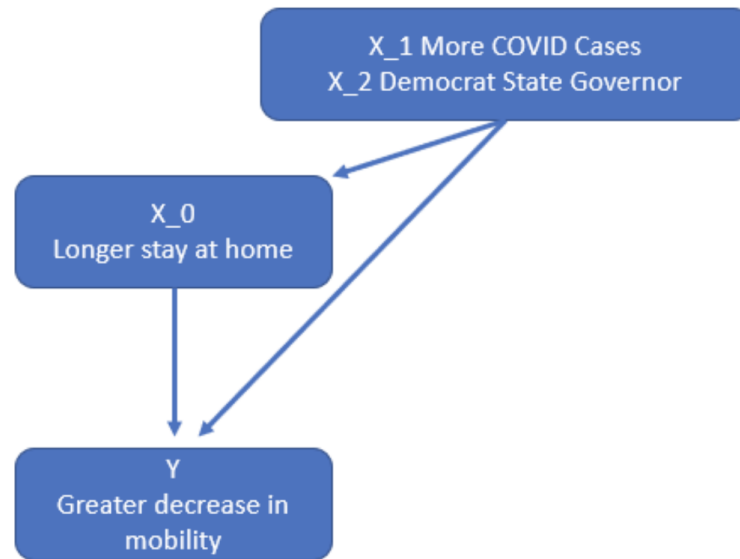 X_1 More COVID Cases
X_2 Democrat State Governor
X_0
Longer stay at home
Y
Greater decrease in
mobility